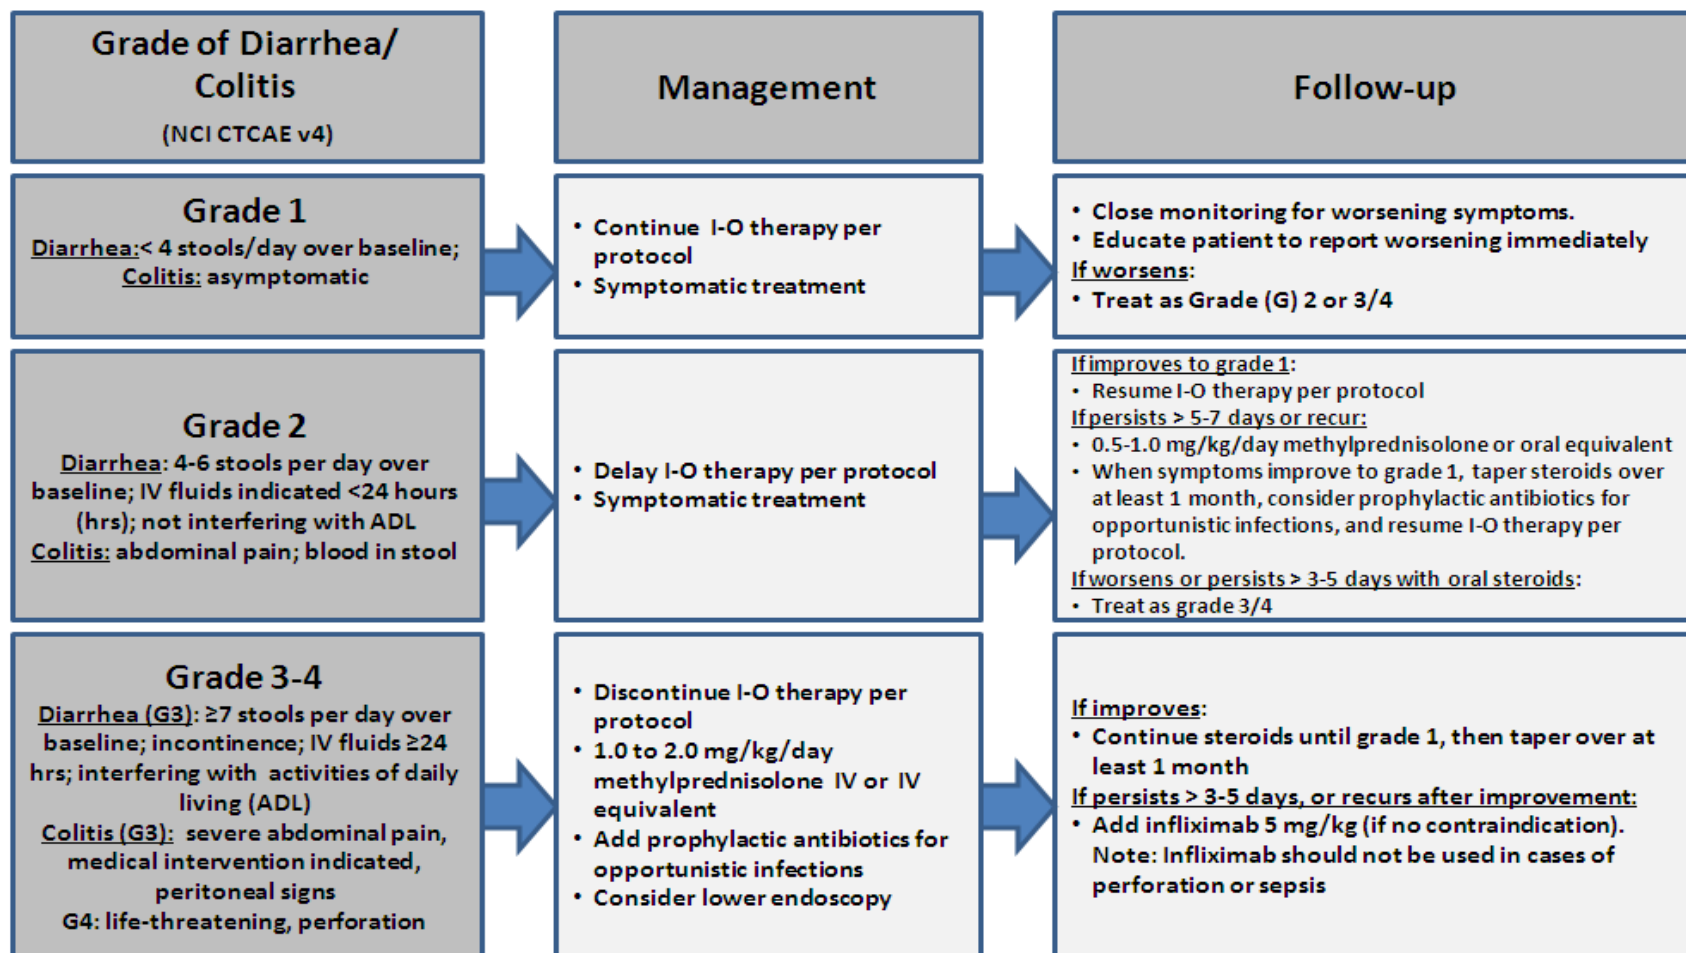 Grade of Diarrhea/
Colitis
(NCI CTCAE v4)
Management
Follow-up
Grade 1
Diarrhea:< 4 stools/day over baseline;
Colitis: asymptomatic
• Continue I-O therapy per
protocol
• Symptomatic treatment
• Close monitoring for worsening symptoms.
• Educate patient to report worsening immediately
If worsens:
• Treat as Grade (G) 2 or 3/4
Grade 2
Diarrhea: 4-6 stools per day over
baseline; IV fluids indicated <24 hours
(hrs); not interfering with ADL
Colitis: abdominal pain; blood in stool
• Delay I-O therapy per protocol
• Symptomatic treatment
If improves to grade 1:
• Resume I-O therapy per protocol
If persists > 5-7 days or recur:
• 0.5-1.0 mg/kg/day methylprednisolone or oral equivalent
• When symptoms improve to grade 1, taper steroids over
at least 1 month, consider prophylactic antibiotics for
opportunistic infections, and resume I-O therapy per
protocol.
If worsens or persists > 3-5 days with oral steroids:
• Treat as grade 3/4
Grade 3-4
Diarrhea (G3): ≥7 stools per day over
baseline; incontinence; IV fluids ≥24
hrs; interfering with activities of daily
living (ADL)
Colitis (G3): severe abdominal pain,
medical intervention indicated,
peritoneal signs
G4: life-threatening, perforation
• Discontinue I-O therapy per
protocol
• 1.0 to 2.0 mg/kg/day
methylprednisolone IV or IV
equivalent
• Add prophylactic antibiotics for
opportunistic infections
• Consider lower endoscopy
If improves:
• Continue steroids until grade 1, then taper over at
least 1 month
If persists > 3-5 days, or recurs after improvement:
• Add infliximab 5 mg/kg (if no contraindication).
Note: Infliximab should not be used in cases of
perforation or sepsis